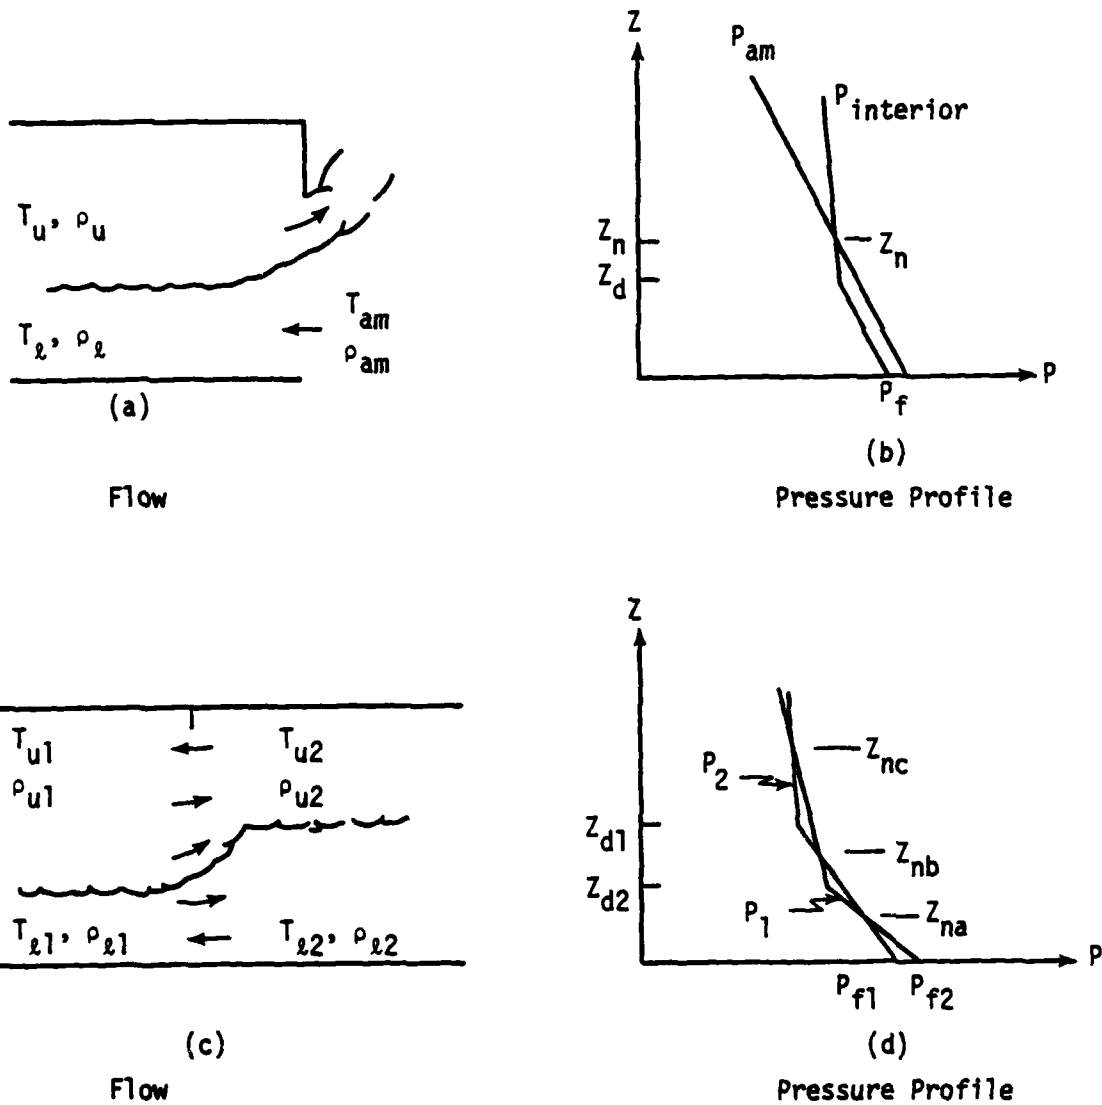 T_u, ρ_u
T_ℓ, ρ_ℓ
T_am
ρ_am
(a)
Flow
Z
P_am
P_interior
Z_n
Z_n
Z_d
P
P_f
(b)
Pressure Profile
T_u1
T_u2
ρ_u1
ρ_u2
T_ℓ1, ρ_ℓ1
T_ℓ2, ρ_ℓ2
(c)
Flow
Z
Z_nc
P_2
Z_d1
Z_nb
Z_d2
P_1
Z_na
P
P_f1
P_f2
(d)
Pressure Profile